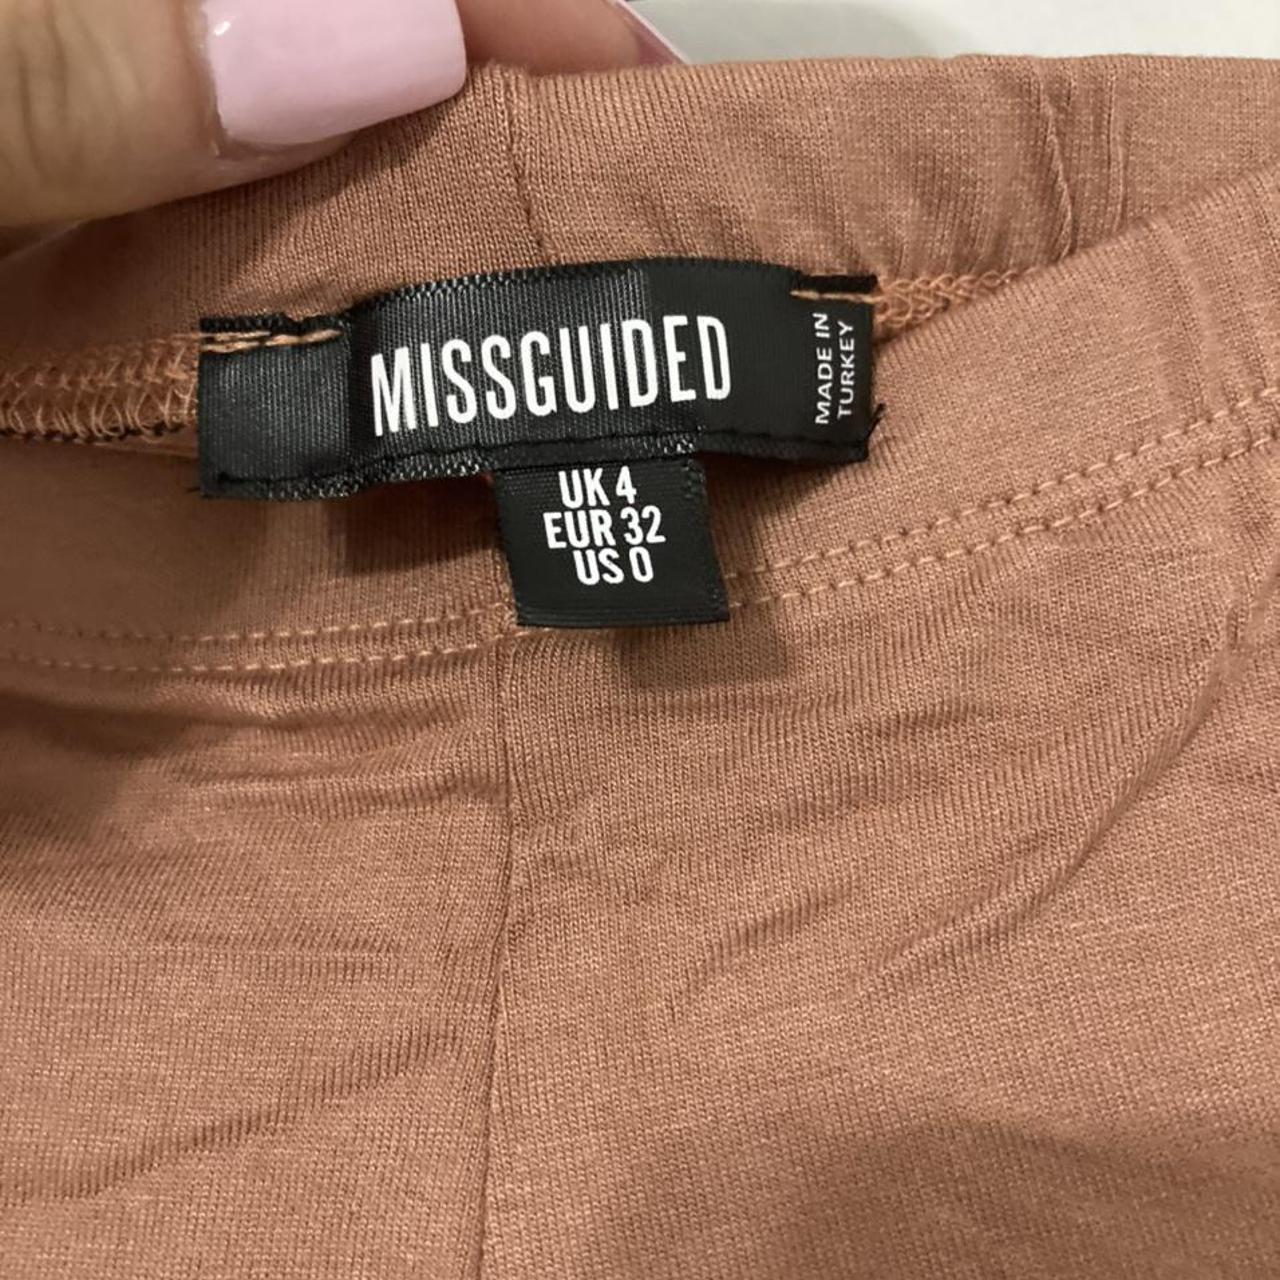 MISSGUIDED
MADE IN
TURKEY
UK 4
EUR 32
US 0